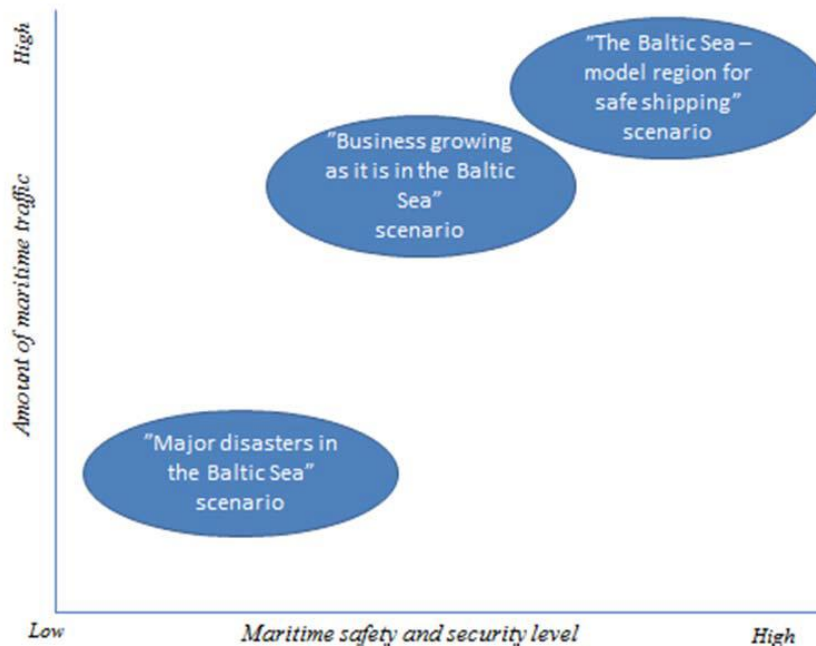 High
Amount of maritime traffic
"The Baltic Sea –
model region for
safe shipping"
scenario
"Business growing
as it is in the Baltic
Sea"
scenario
"Major disasters in
the Baltic Sea"
scenario
Low
Maritime safety and security level
High